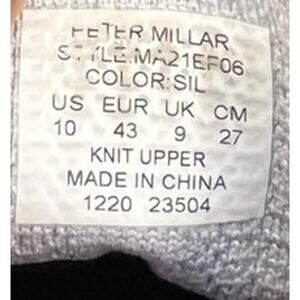 PETER MILLAR
STYLE:MA21EF06
COLOR:SIL
US EUR UK CM
10 43 9 27
KNIT UPPER
MADE IN CHINA
1220 23504